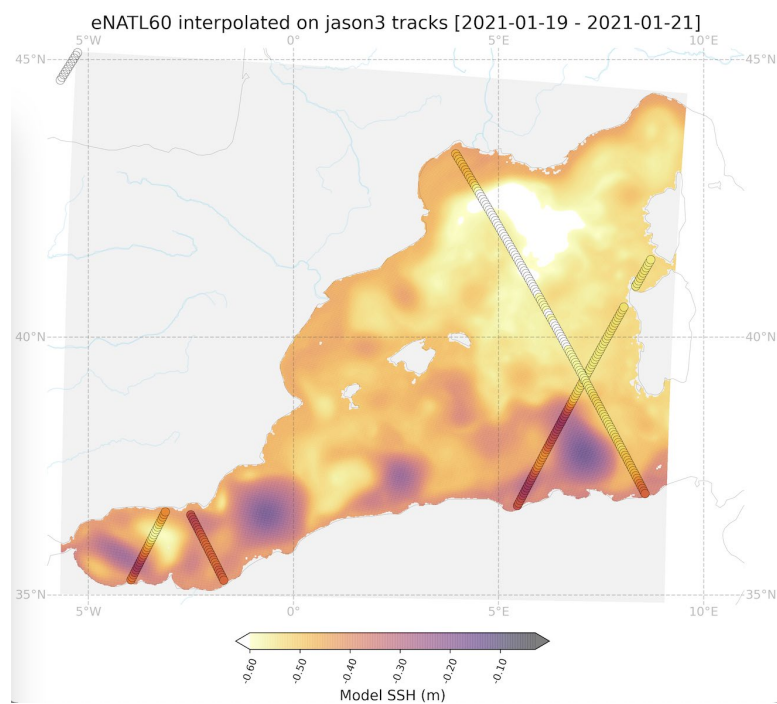 eNATL60 interpolated on jason3 tracks [2021-01-19 - 2021-01-21]
5°W 0° 5°E 10°E
45°N 45°N
40°N 40°N
35°N 35°N
5°W 0° 5°E 10°E
-0.60 -0.50 -0.40 -0.30 -0.20 -0.10
Model SSH (m)